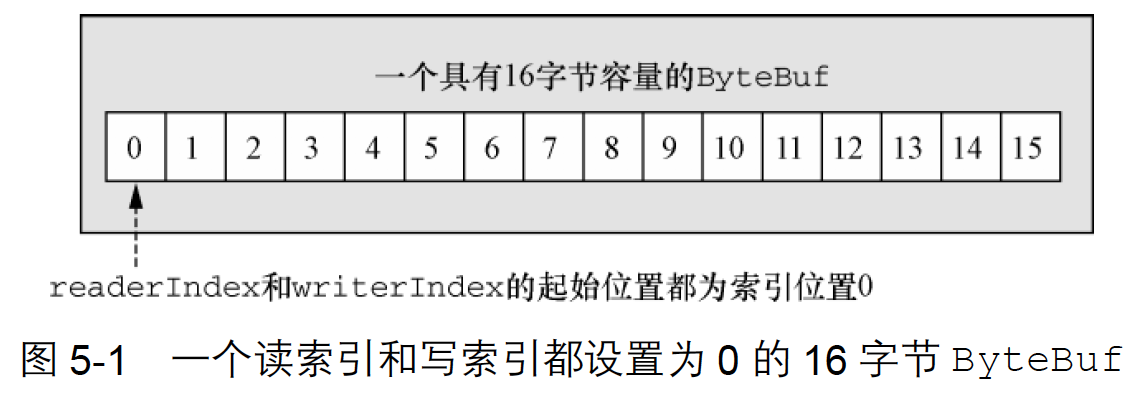 一个具有16字节容量的ByteBuf
0 1 2 3 4 5 6 7 8 9 10 11 12 13 14 15
readerIndex和writerIndex的起始位置都为索引位置0
图 5-1 一个读索引和写索引都设置为 0 的 16 字节 ByteBuf